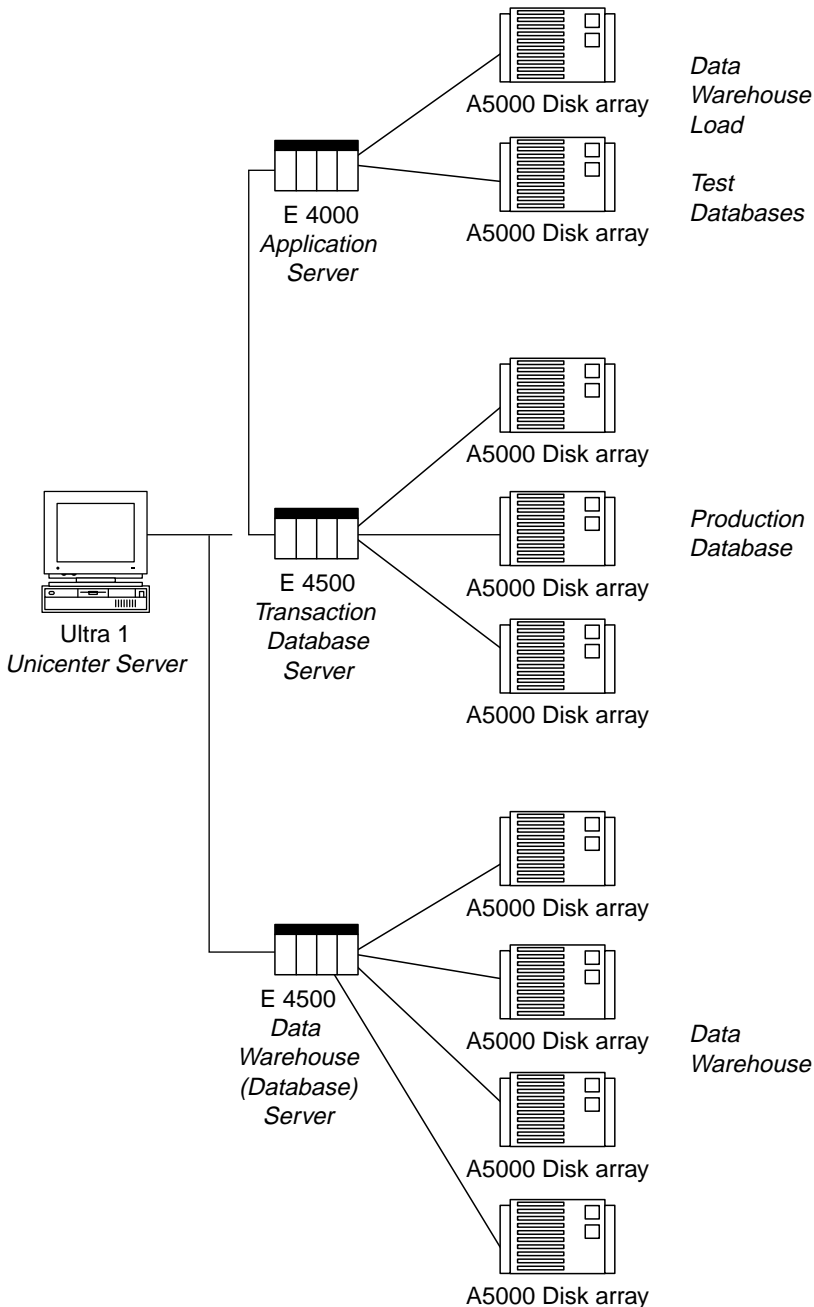 A5000 Disk array
Data
Warehouse
Load
A5000 Disk array
Test
Databases
E 4000
Application
Server
A5000 Disk array
A5000 Disk array
Production
Database
A5000 Disk array
E 4500
Transaction
Database
Server
Ultra 1
Unicenter Server
A5000 Disk array
A5000 Disk array
Data
Warehouse
A5000 Disk array
A5000 Disk array
E 4500
Data
Warehouse
(Database)
Server